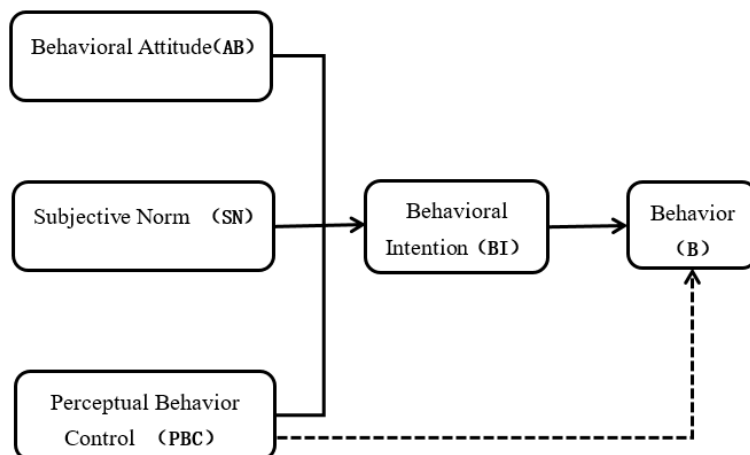 Behavioral Attitude（AB）
Subjective Norm （SN）
Behavioral
Intention（BI）
Behavior
（B）
Perceptual Behavior
Control （PBC）